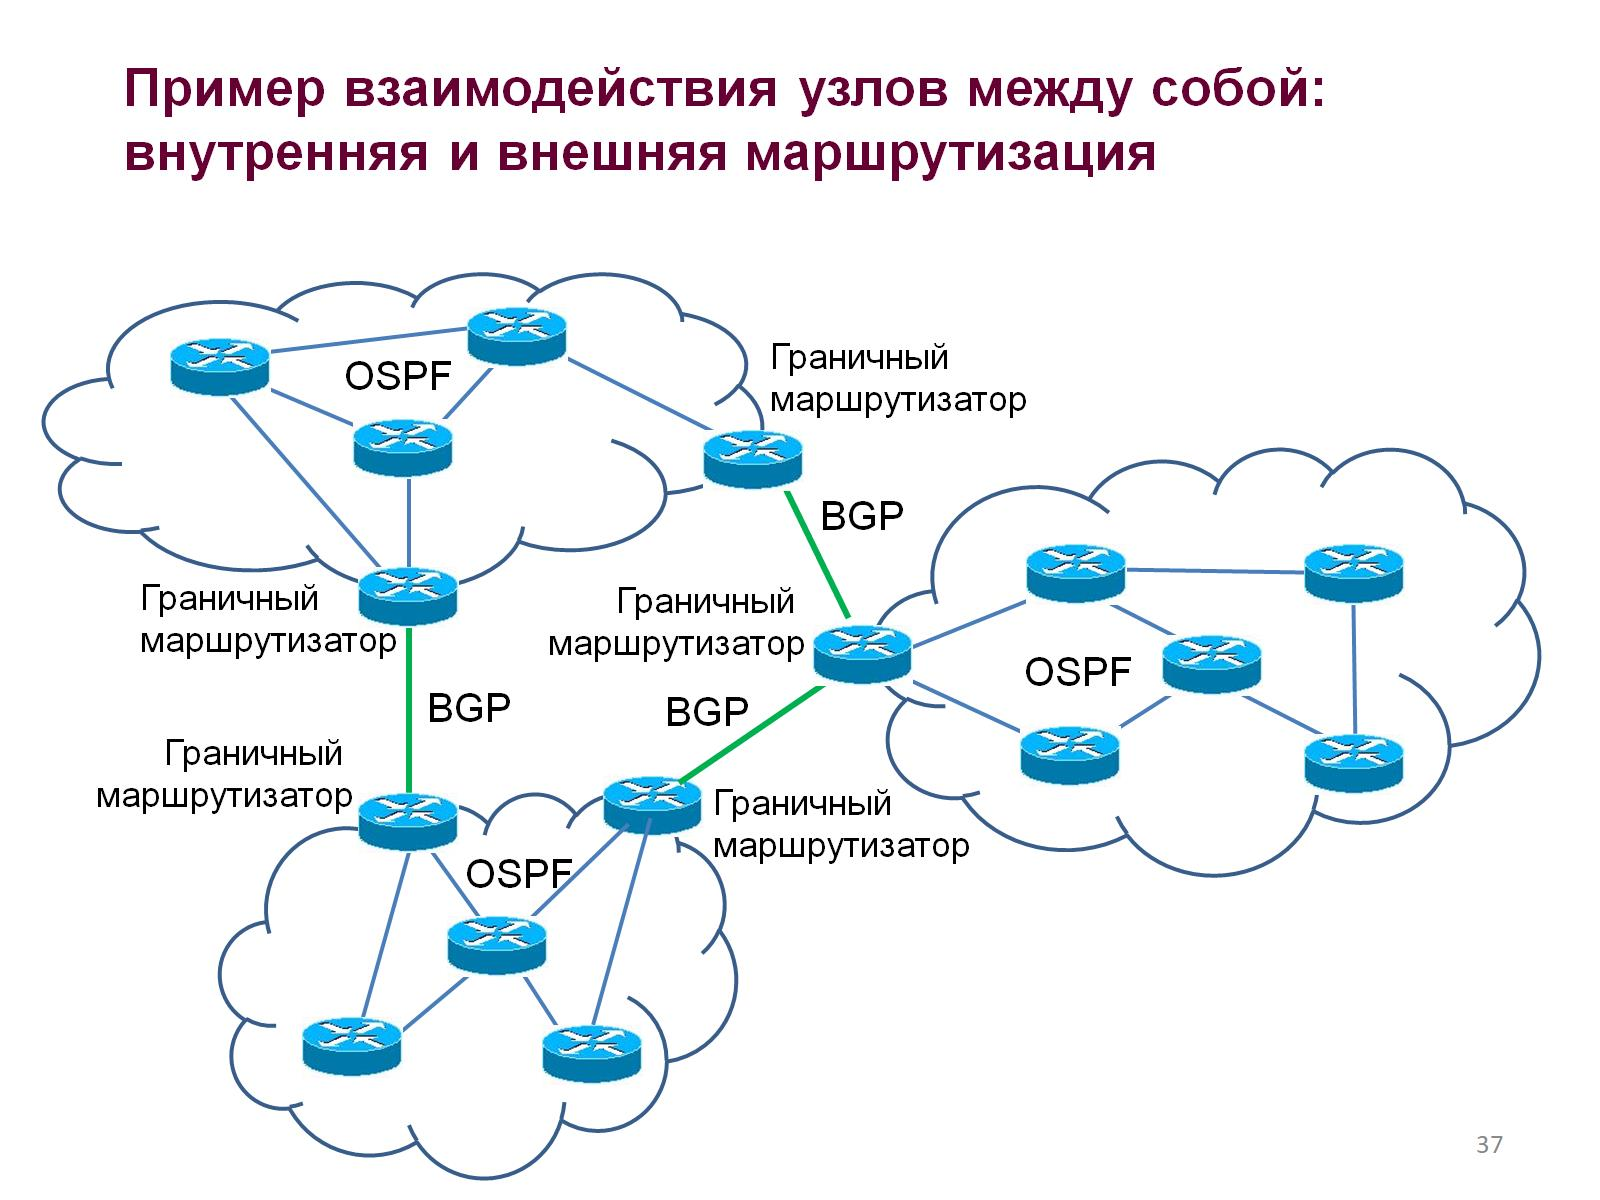 Пример взаимодействия узлов между собой:
внутренняя и внешняя маршрутизация
OSPF
Граничный
маршрутизатор
BGP
Граничный
маршрутизатор
Граничный
маршрутизатор
OSPF
BGP
BGP
Граничный
маршрутизатор
Граничный
маршрутизатор
OSPF
37